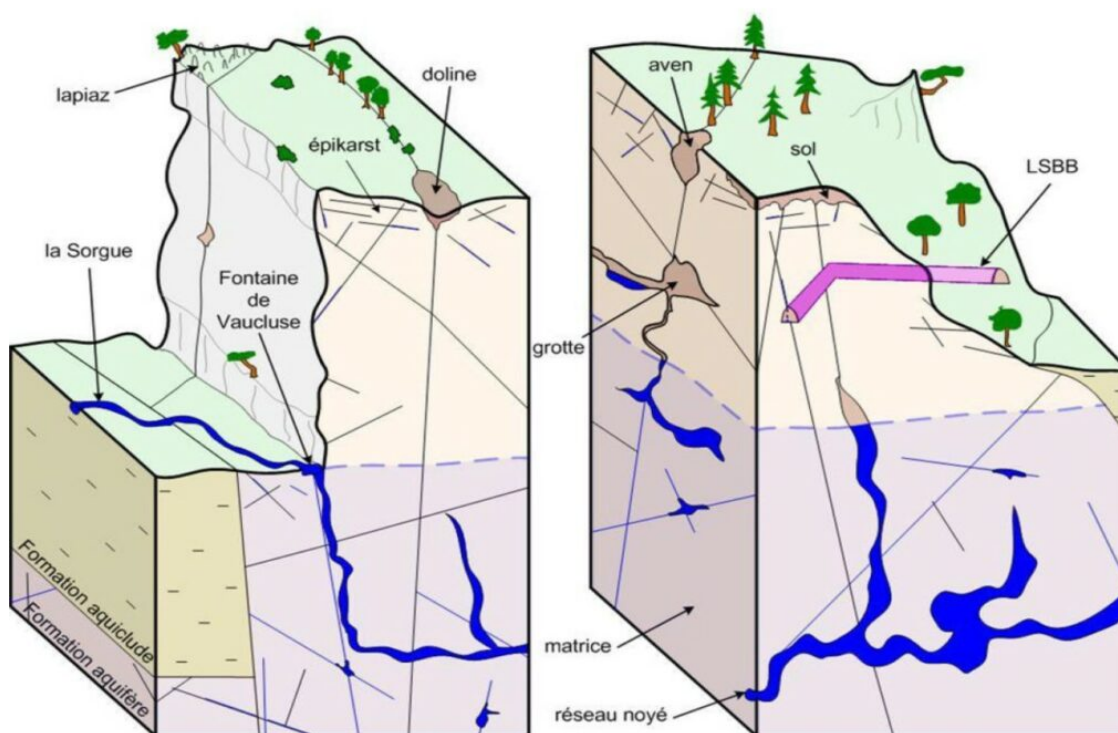 lapiaz
doline
épikarst
la Sorgue
Fontaine
de
Vaucluse
Formation aquiclude
Formation aquifère
aven
sol
LSBB
grotte
matrice
réseau noyé